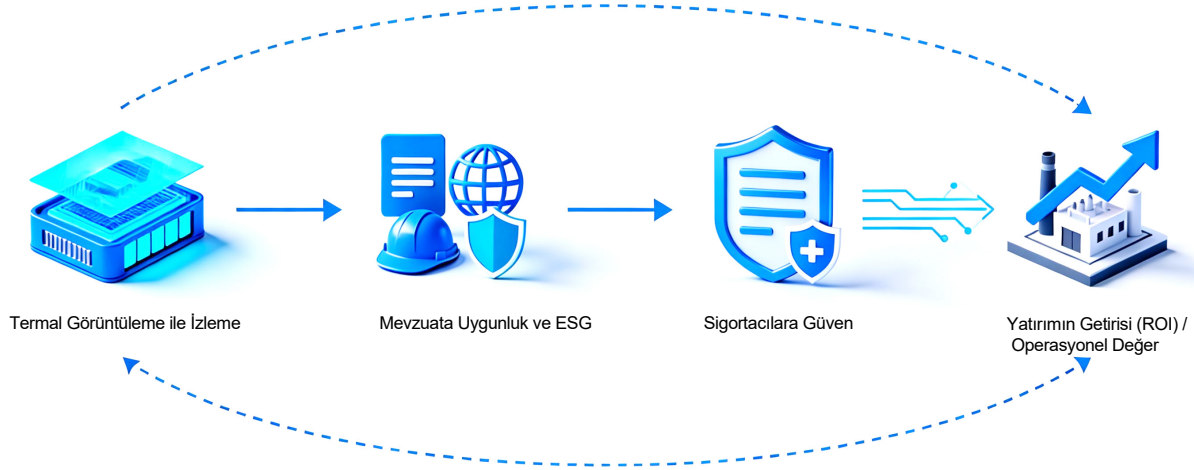 Termal Görüntüleme ile İzleme
Mevzuata Uygunluk ve ESG
Sigortacılara Güven
Yatırımın Getirisi (ROI) /
Operasyonel Değer